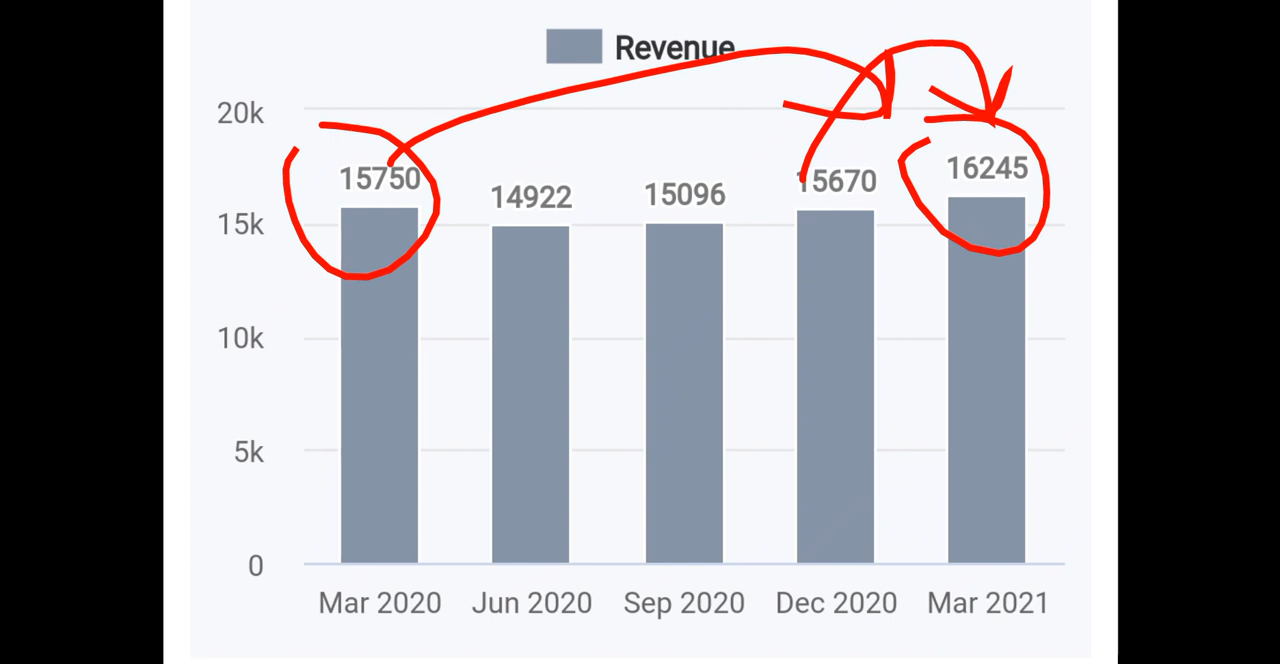 Revenue
20k
15k
10k
5k
0
15750
14922
15096
15670
16245
Mar 2020
Jun 2020
Sep 2020
Dec 2020
Mar 2021